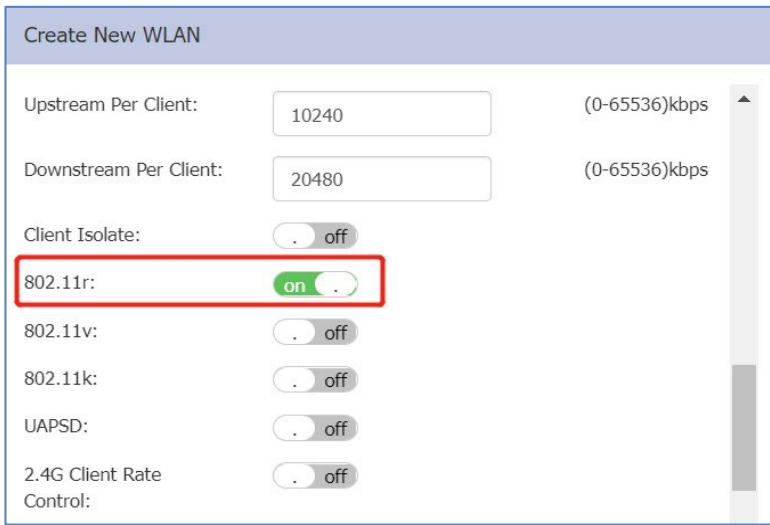 Create New WLAN
Upstream Per Client: 10240 (0-65536)kbps
Downstream Per Client: 20480 (0-65536)kbps
Client Isolate: . off
802.11r: on .
802.11v: . off
802.11k: . off
UAPSD: . off
2.4G Client Rate . off
Control: